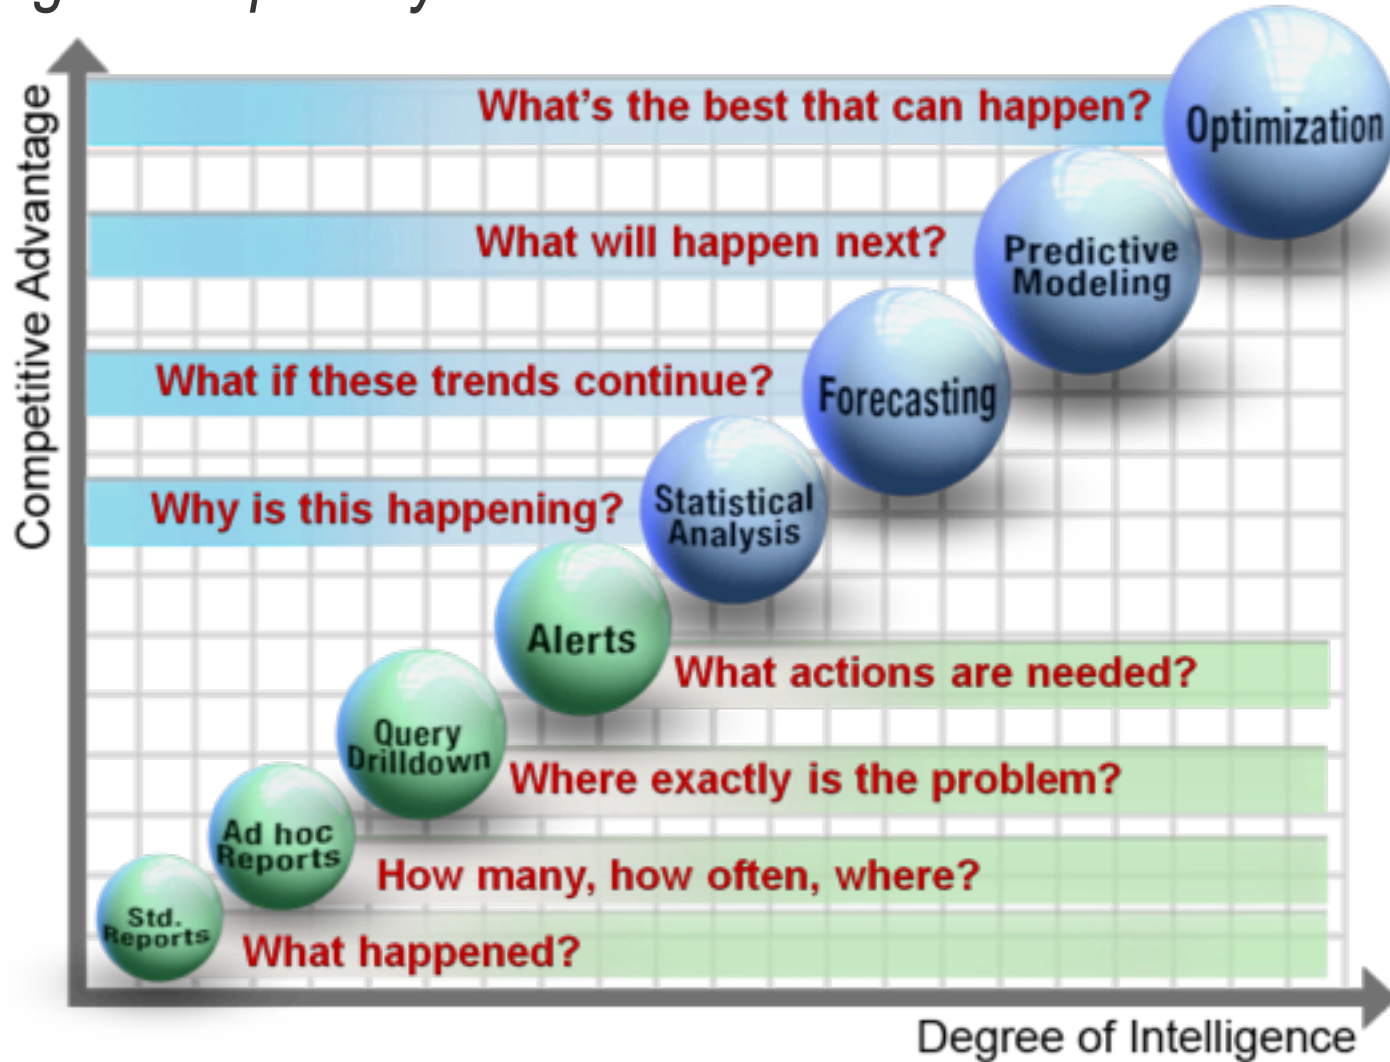 Competitive Advantage
What's the best that can happen?
Optimization
What will happen next?
Predictive
Modeling
What if these trends continue?
Forecasting
Why is this happening?
Statistical
Analysis
Alerts
What actions are needed?
Query
Drilldown
Where exactly is the problem?
Ad hoc
Reports
How many, how often, where?
Std.
Reports
What happened?
Degree of Intelligence